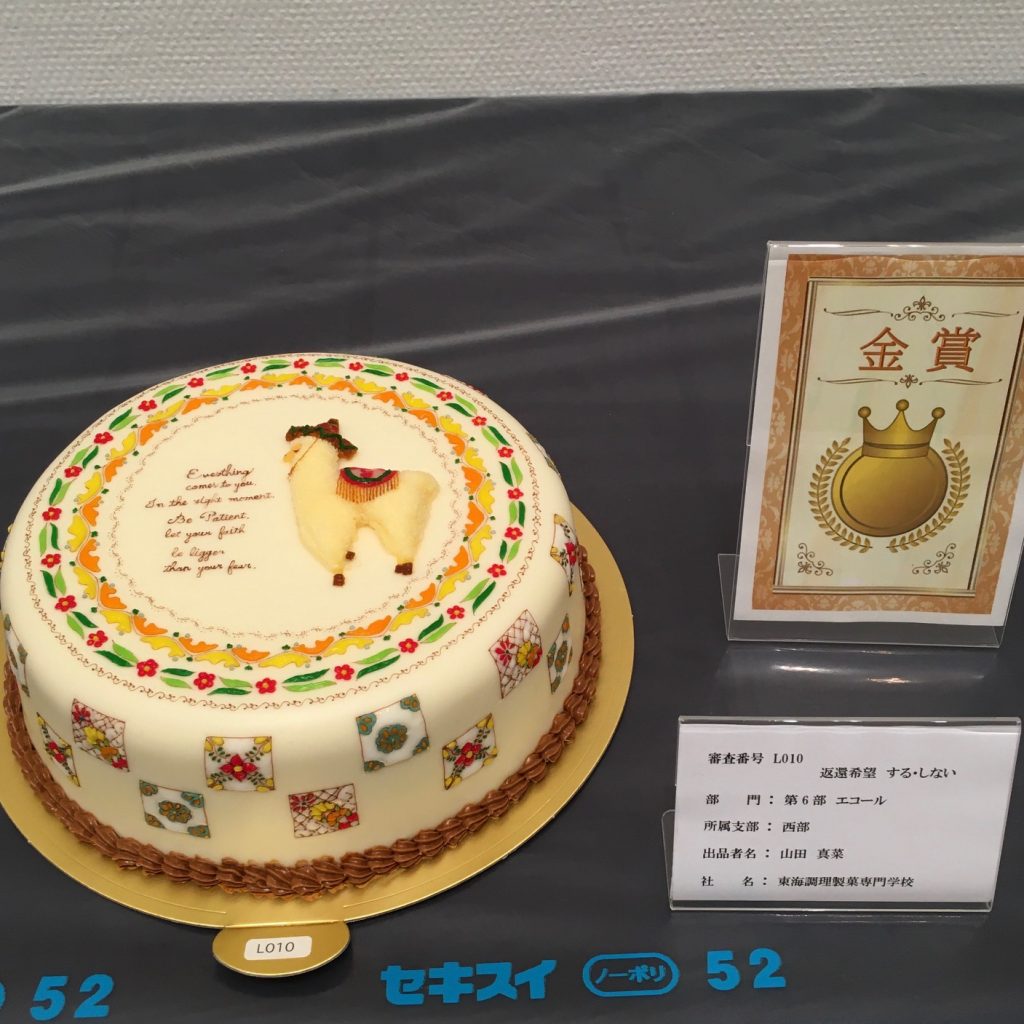 Everthing
comes to you.
In the right moment.
Be Patient.
let your faith
be bigger
than your fear.
金賞
審査番号 L010
返還希望 する・しない
部 門：第6部 エコール
所属支部：西部
出品者名：山田 真菜
社 名：東海調理製菓専門学校
L010
52
セキスイ ノーポリ 52